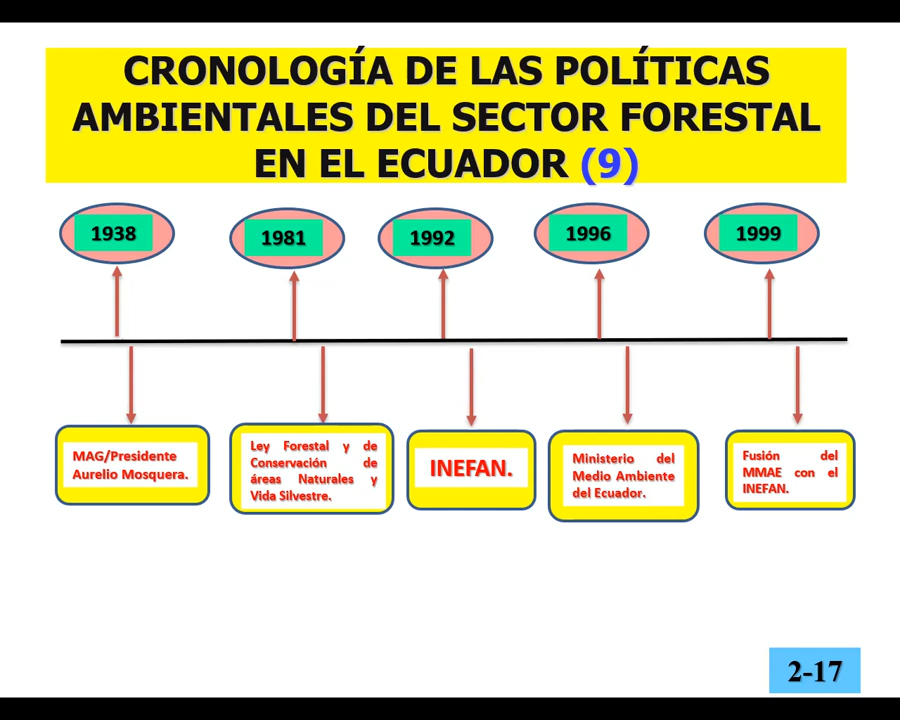 CRONOLOGÍA DE LAS POLÍTICAS
AMBIENTALES DEL SECTOR FORESTAL
EN EL ECUADOR (9)
1938
1981
1992
1996
1999
MAG/Presidente
Aurelio Mosquera.
Ley Forestal y de
Conservación de
áreas Naturales y
Vida Silvestre.
INEFAN.
Ministerio del
Medio Ambiente
del Ecuador.
Fusión del
MMAE con el
INEFAN.
2-17